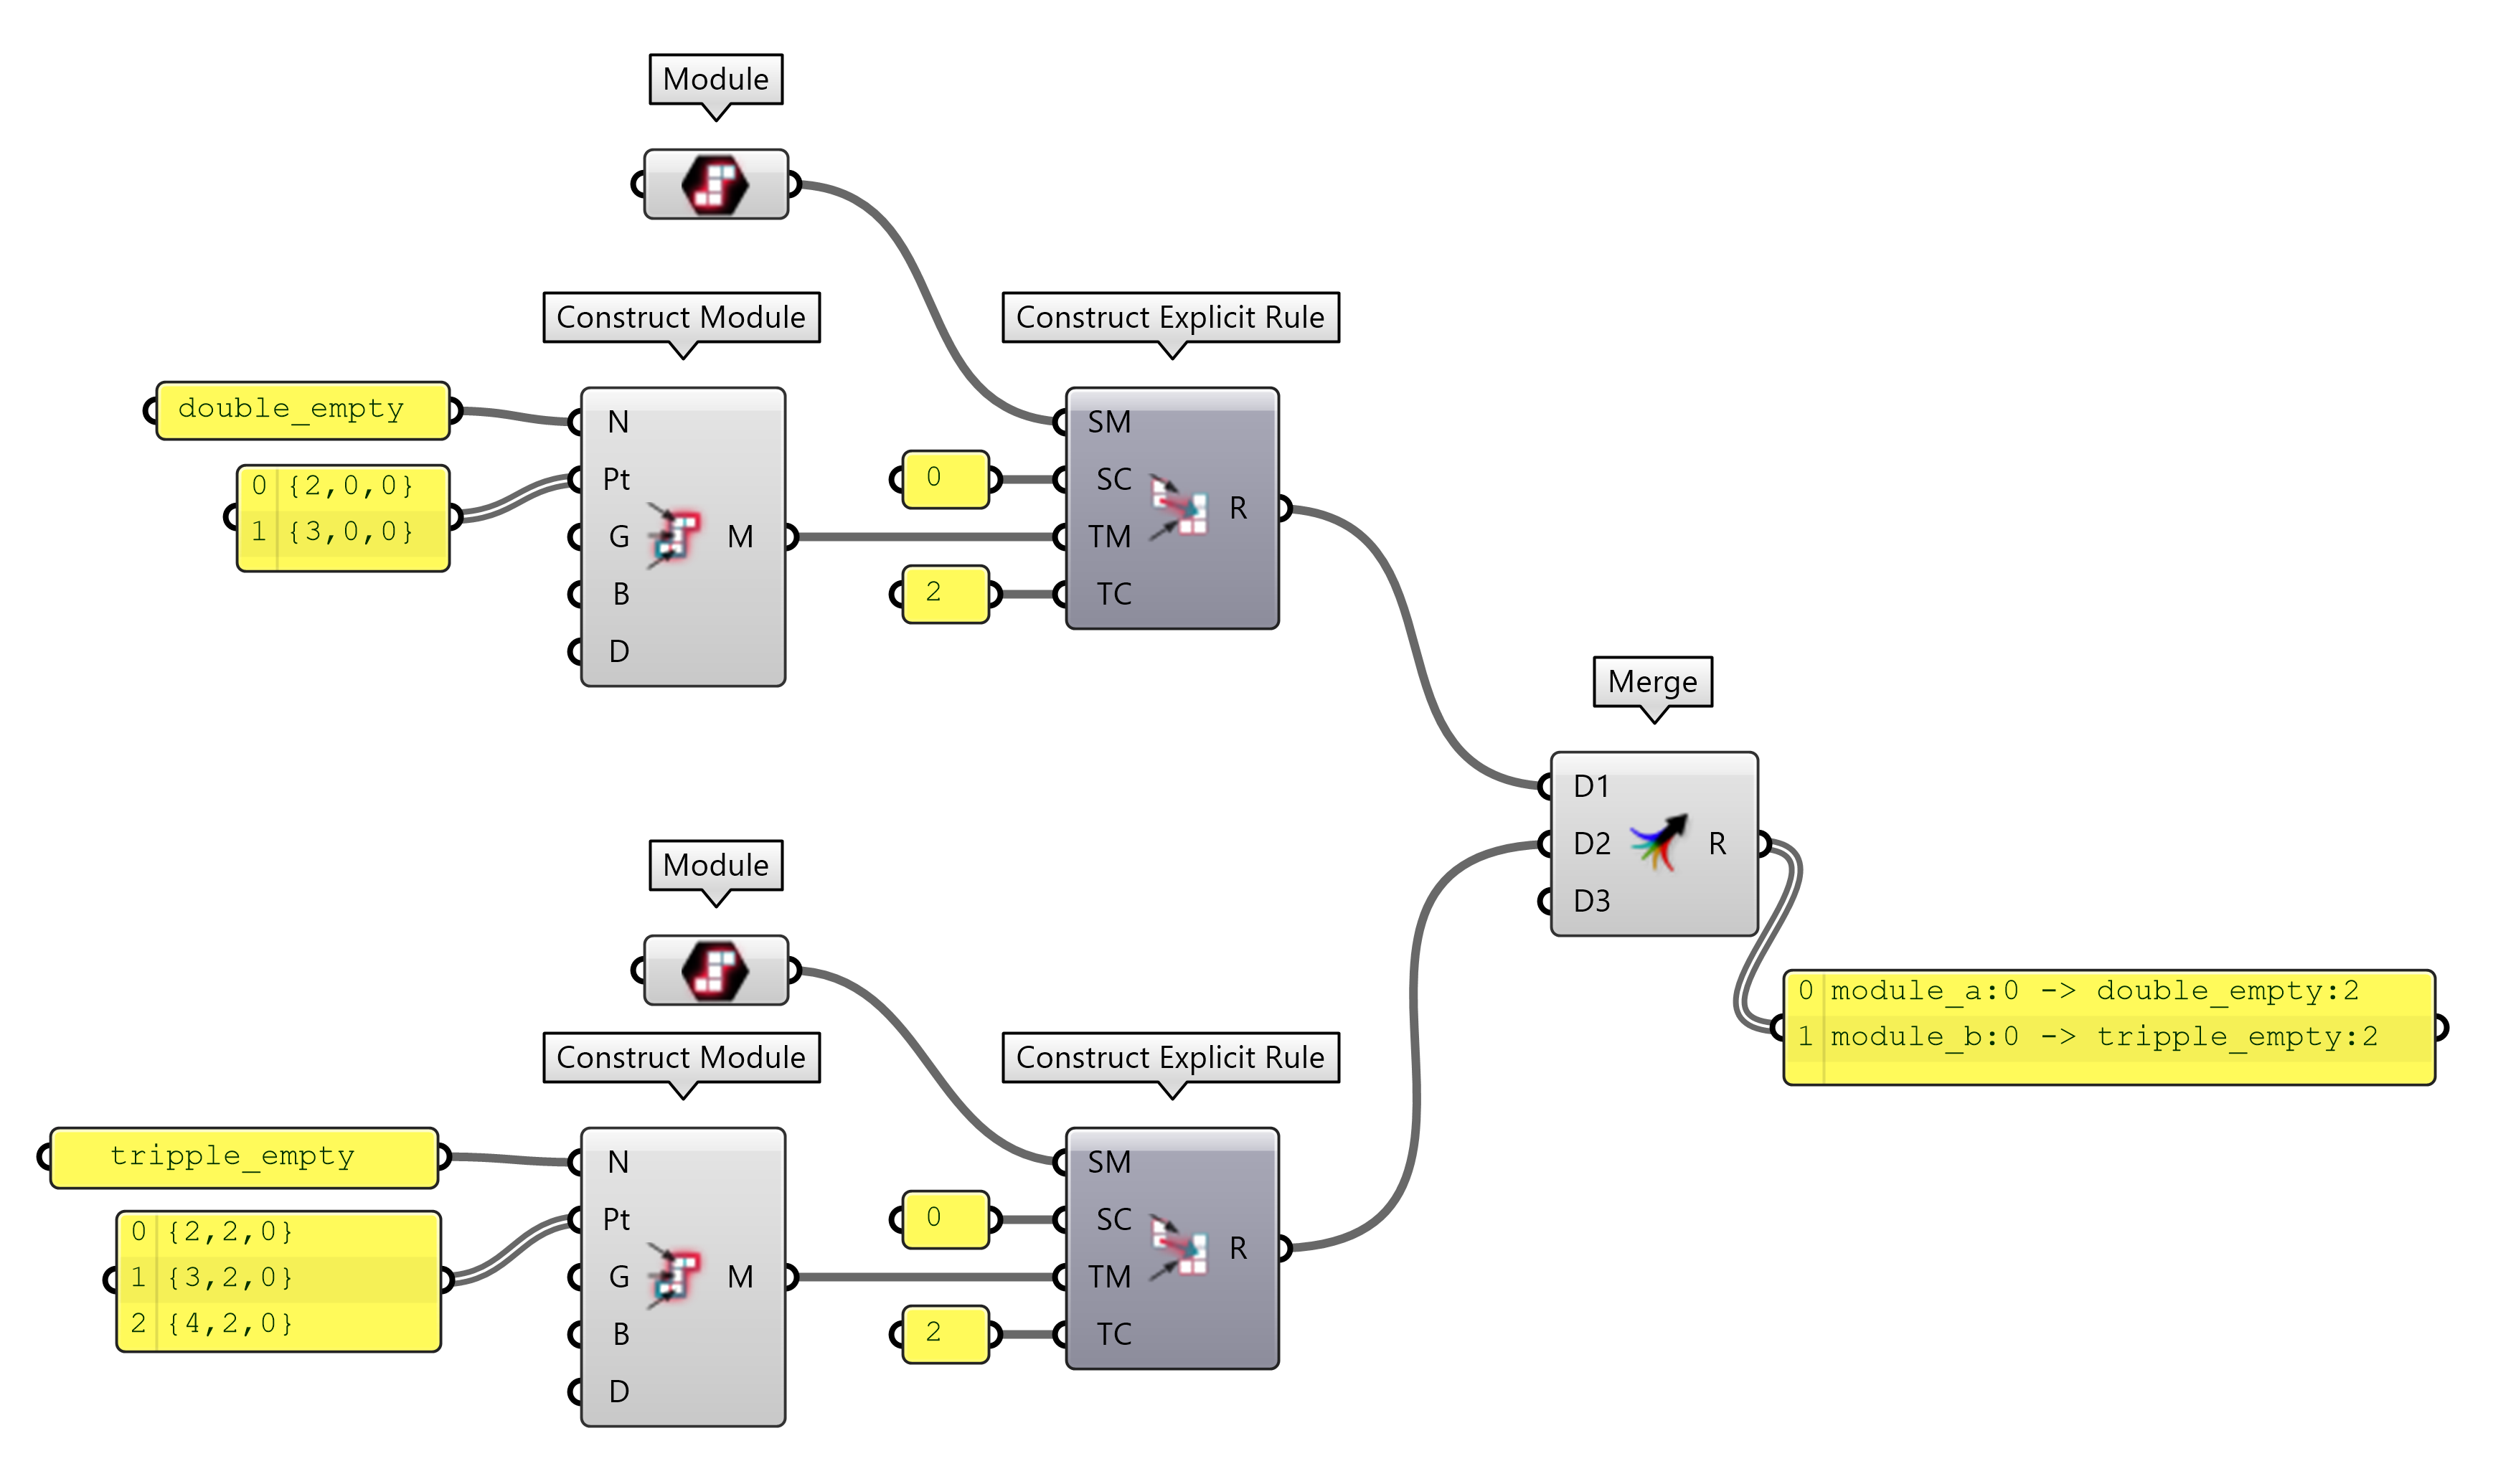 Module
Construct Module
Construct Explicit Rule
double_empty
0 {2,0,0}
1 {3,0,0}
N
Pt
G
B
D
M
0
2
SM
SC
TM
TC
R
Merge
D1
D2
D3
R
0 module_a:0 -> double_empty:2
1 module_b:0 -> tripple_empty:2
Module
Construct Module
Construct Explicit Rule
tripple_empty
0 {2,2,0}
1 {3,2,0}
2 {4,2,0}
N
Pt
G
B
D
M
0
2
SM
SC
TM
TC
R